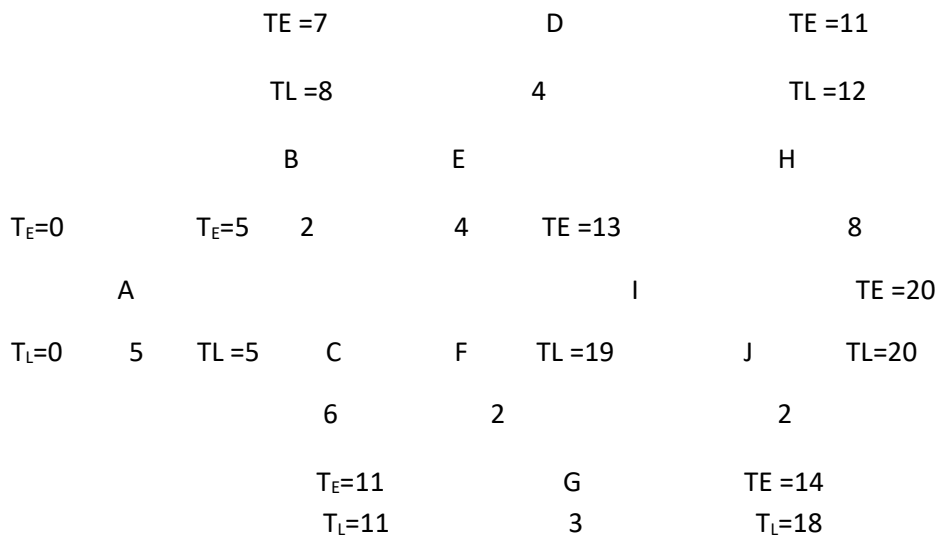 TE =7 D TE =11
TL =8 4 TL =12
B E H
TE=0 TE=5 2 4 TE =13 8
A I TE =20
TL=0 5 TL =5 C F TL =19 J TL=20
6 2 2
TE=11 G TE =14
TL=11 3 TL=18